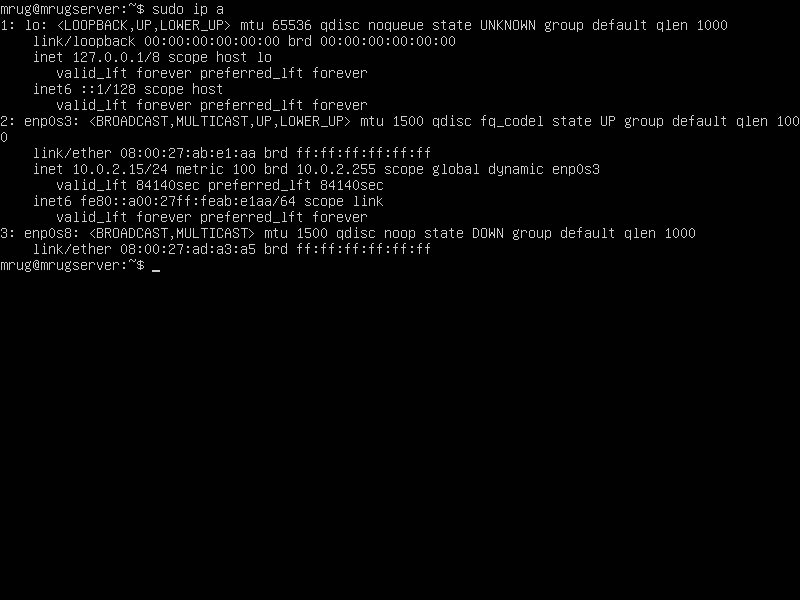 mrug@mrugserver:~$ sudo ip a
1: lo: <LOOPBACK,UP,LOWER_UP> mtu 65536 qdisc noqueue state UNKNOWN group default qlen 1000
    link/loopback 00:00:00:00:00:00 brd 00:00:00:00:00:00
    inet 127.0.0.1/8 scope host lo
       valid_lft forever preferred_lft forever
    inet6 ::1/128 scope host
       valid_lft forever preferred_lft forever
2: enp0s3: <BROADCAST,MULTICAST,UP,LOWER_UP> mtu 1500 qdisc fq_codel state UP group default qlen 100
0
    link/ether 08:00:27:ab:e1:aa brd ff:ff:ff:ff:ff:ff
    inet 10.0.2.15/24 metric 100 brd 10.0.2.255 scope global dynamic enp0s3
       valid_lft 84140sec preferred_lft 84140sec
    inet6 fe80::a00:27ff:feab:e1aa/64 scope link
       valid_lft forever preferred_lft forever
3: enp0s8: <BROADCAST,MULTICAST> mtu 1500 qdisc noop state DOWN group default qlen 1000
    link/ether 08:00:27:ad:a3:a5 brd ff:ff:ff:ff:ff:ff
mrug@mrugserver:~$ _